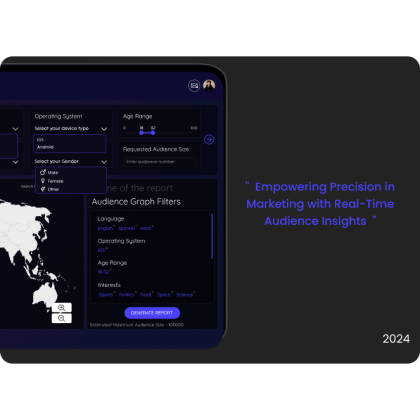 Operating System
Select your device type
iOS
Android
Select your Gender
Male
Female
Other
Age Range
0
18
52
100
Requested Audience Size
Enter audience number
me of the report
Audience Graph Filters
Language
English Spanish Hindi
Operating System
iOS
Age Range
18-52
Interests
Sports Politics Food Space Science
GENERATE REPORT
Estimated Maximum Audience Size - 100000
" Empowering Precision in
Marketing with Real-Time
Audience Insights "
2024